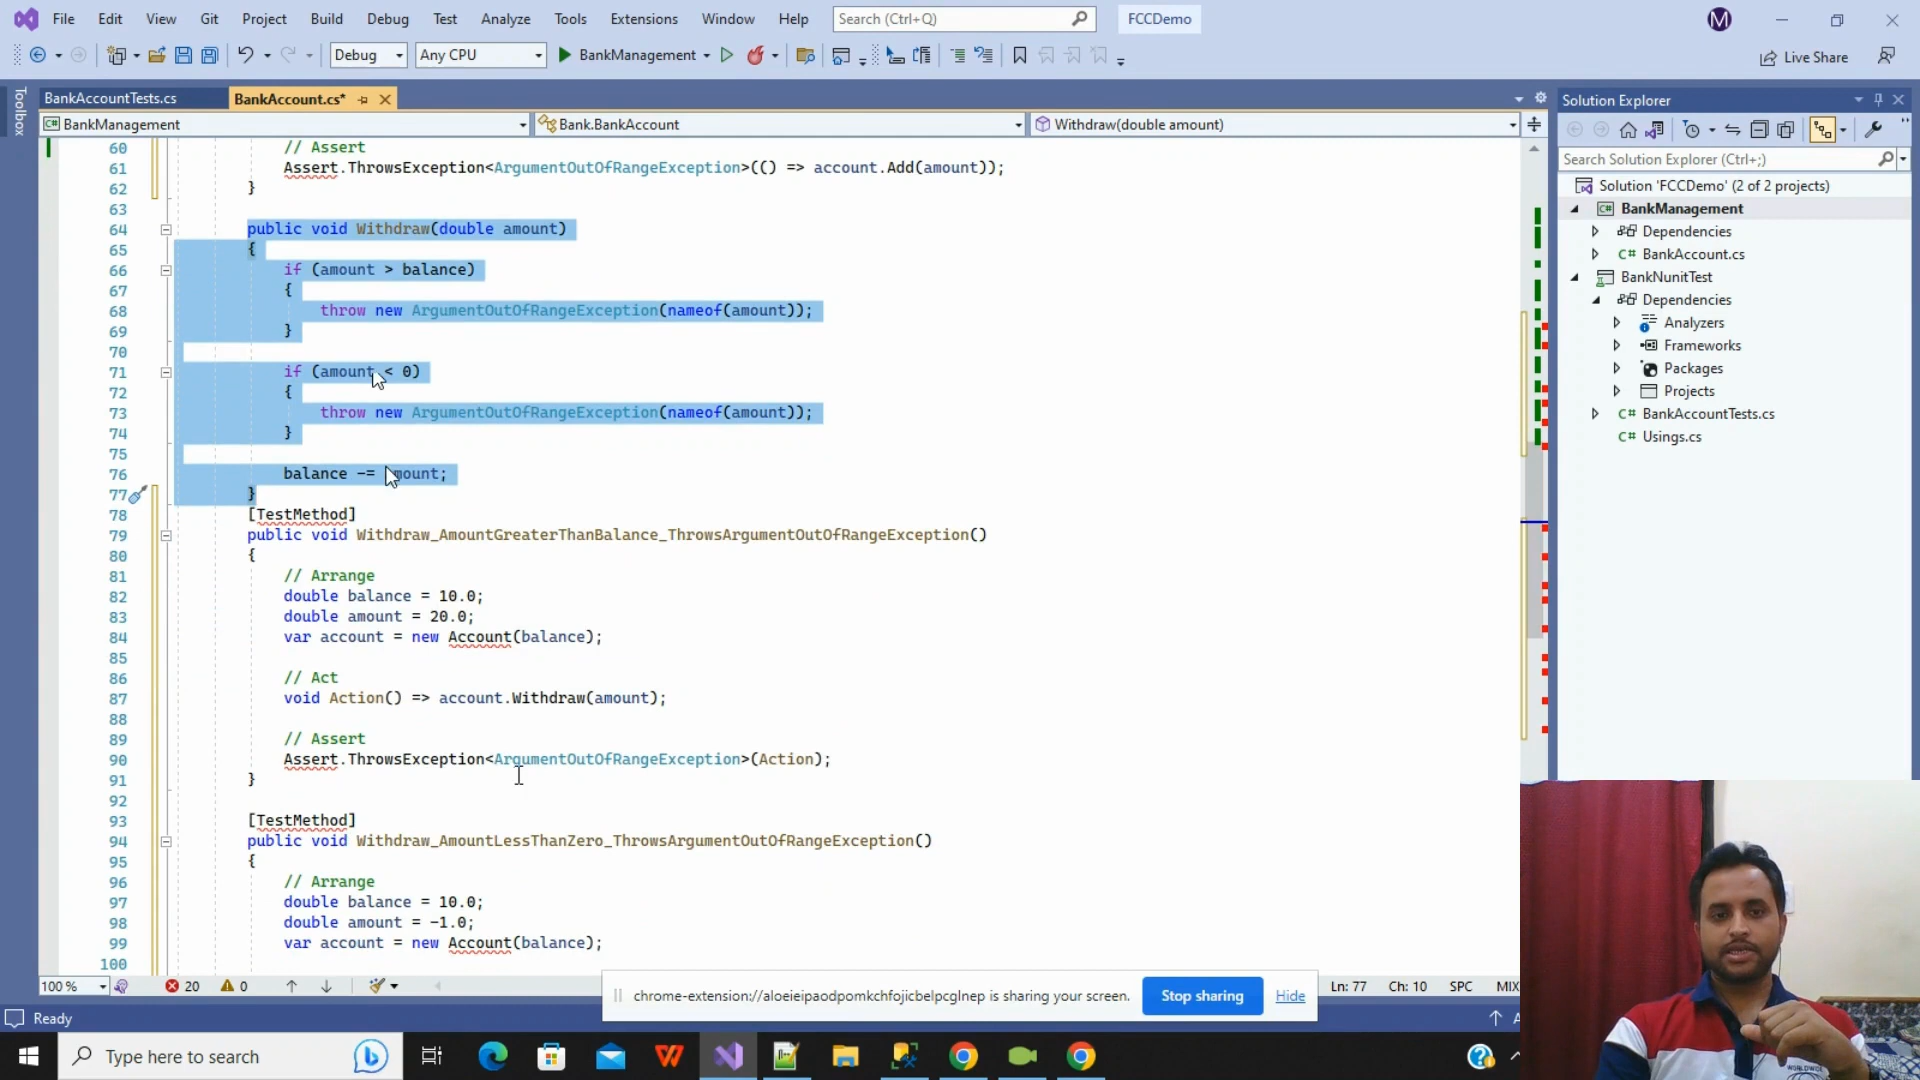 File Edit View Git Project Build Debug Test Analyze Tools Extensions Window Help Search (Ctrl+Q) FCCDemo M
Debug Any CPU BankManagement Live Share
Toolbox
BankAccountTests.cs BankAccount.cs*
BankManagement Bank.BankAccount Withdraw(double amount)
60 // Assert
61 Assert.ThrowsException<ArgumentOutOfRangeException>(() => account.Add(amount));
62 }
63
64 public void Withdraw(double amount)
65 {
66 if (amount > balance)
67 {
68 throw new ArgumentOutOfRangeException(nameof(amount));
69 }
70
71 if (amount < 0)
72 {
73 throw new ArgumentOutOfRangeException(nameof(amount));
74 }
75
76 balance -= amount;
77 }
78 [TestMethod]
79 public void Withdraw_AmountGreaterThanBalance_ThrowsArgumentOutOfRangeException()
80 {
81 // Arrange
82 double balance = 10.0;
83 double amount = 20.0;
84 var account = new Account(balance);
85
86 // Act
87 void Action() => account.Withdraw(amount);
88
89 // Assert
90 Assert.ThrowsException<ArgumentOutOfRangeException>(Action);
91 }
92
93 [TestMethod]
94 public void Withdraw_AmountLessThanZero_ThrowsArgumentOutOfRangeException()
95 {
96 // Arrange
97 double balance = 10.0;
98 double amount = -1.0;
99 var account = new Account(balance);
100
Solution Explorer
Search Solution Explorer (Ctrl+;)
Solution 'FCCDemo' (2 of 2 projects)
BankManagement
Dependencies
C# BankAccount.cs
BankNunitTest
Dependencies
Analyzers
Frameworks
Packages
Projects
C# BankAccountTests.cs
C# Usings.cs
100 % 20 0 Ln: 77 Ch: 10 SPC MIX
chrome-extension://aloeieipaodpomkchfojicbelpcglnep is sharing your screen. Stop sharing Hide
Ready
Type here to search